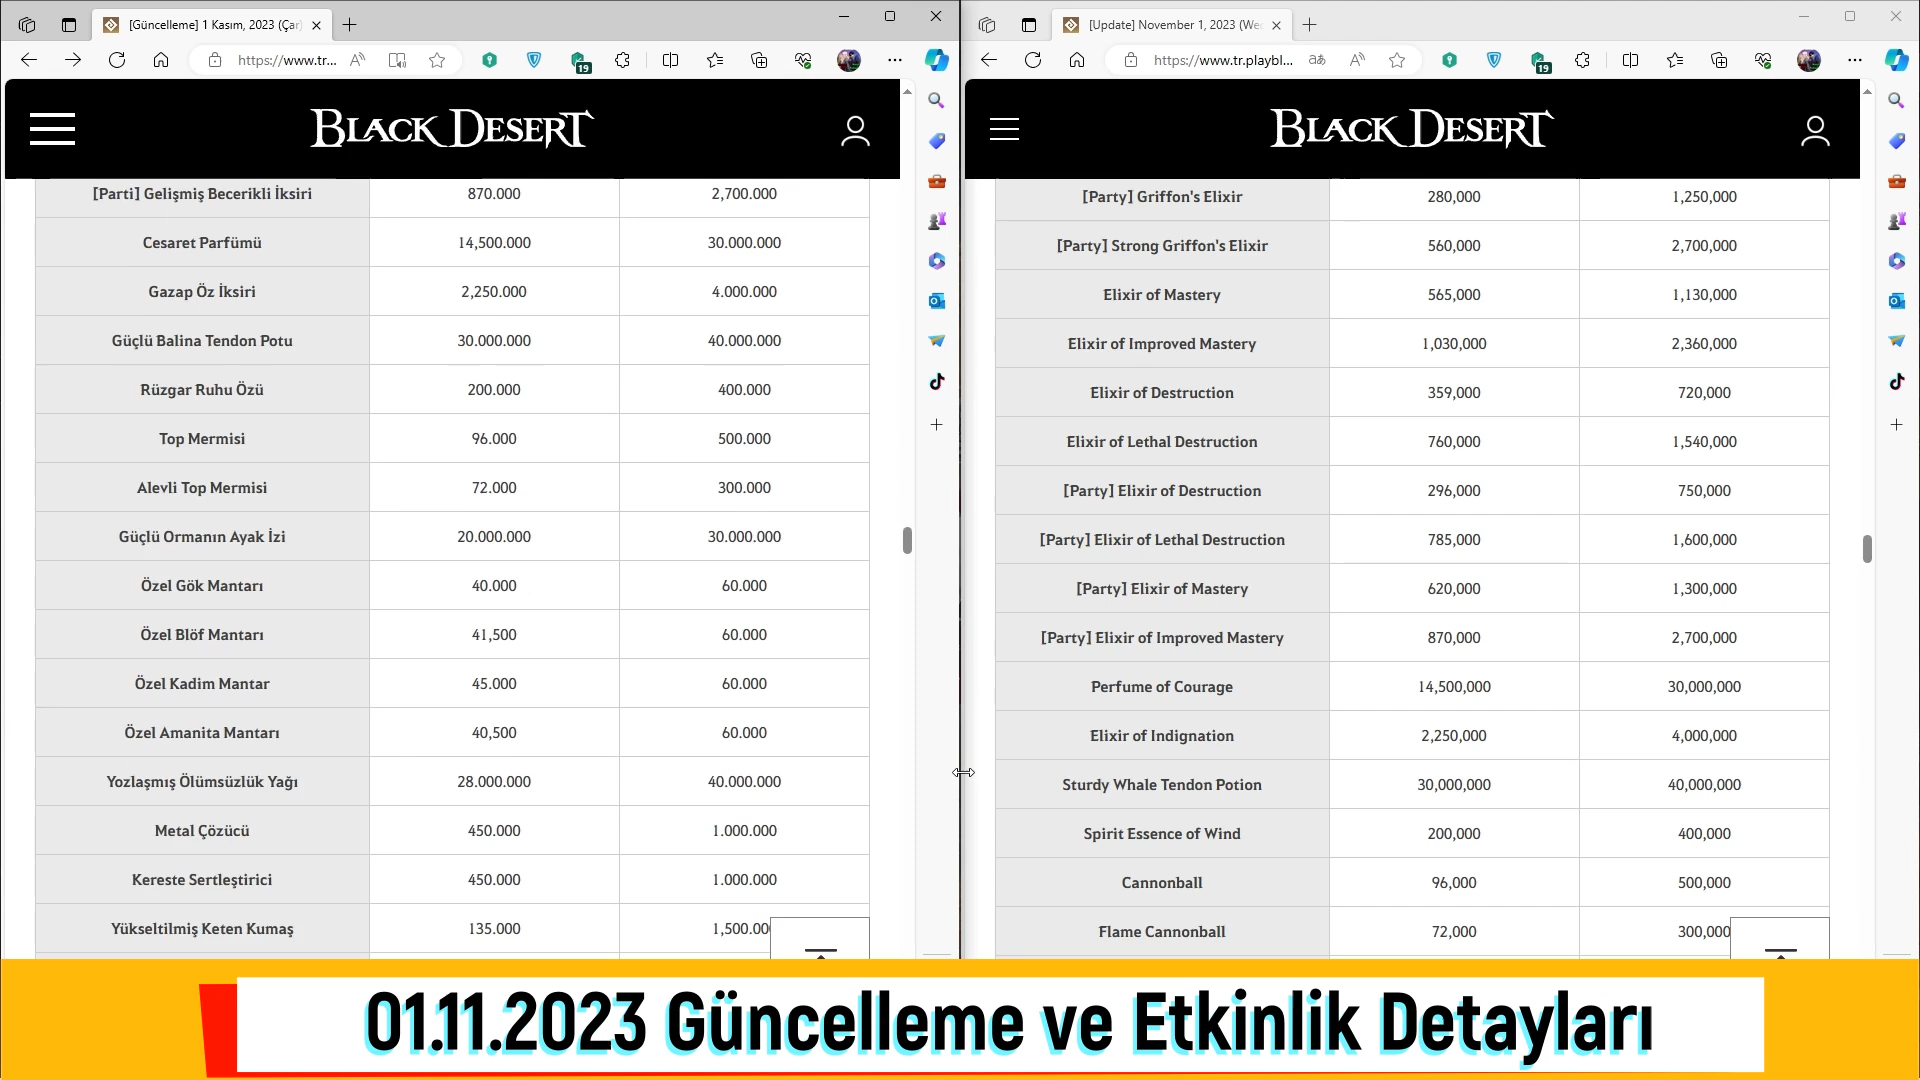 [Güncelleme] 1 Kasım, 2023 (Çar
https://www.tr...
19
BLACK DESERT
[Parti] Gelişmiş Becerikli İksiri 870.000 2,700.000
Cesaret Parfümü 14,500.000 30.000.000
Gazap Öz İksiri 2,250.000 4.000.000
Güçlü Balina Tendon Potu 30.000.000 40.000.000
Rüzgar Ruhu Özü 200.000 400.000
Top Mermisi 96.000 500.000
Alevli Top Mermisi 72.000 300.000
Güçlü Ormanın Ayak İzi 20.000.000 30.000.000
Özel Gök Mantarı 40.000 60.000
Özel Blöf Mantarı 41,500 60.000
Özel Kadim Mantar 45.000 60.000
Özel Amanita Mantarı 40,500 60.000
Yozlaşmış Ölümsüzlük Yağı 28.000.000 40.000.000
Metal Çözücü 450.000 1.000.000
Kereste Sertleştirici 450.000 1.000.000
Yükseltilmiş Keten Kumaş 135.000 1,500.00
[Update] November 1, 2023 (We
https://www.tr.playbl...
19
BLACK DESERT
[Party] Griffon's Elixir 280,000 1,250,000
[Party] Strong Griffon's Elixir 560,000 2,700,000
Elixir of Mastery 565,000 1,130,000
Elixir of Improved Mastery 1,030,000 2,360,000
Elixir of Destruction 359,000 720,000
Elixir of Lethal Destruction 760,000 1,540,000
[Party] Elixir of Destruction 296,000 750,000
[Party] Elixir of Lethal Destruction 785,000 1,600,000
[Party] Elixir of Mastery 620,000 1,300,000
[Party] Elixir of Improved Mastery 870,000 2,700,000
Perfume of Courage 14,500,000 30,000,000
Elixir of Indignation 2,250,000 4,000,000
Sturdy Whale Tendon Potion 30,000,000 40,000,000
Spirit Essence of Wind 200,000 400,000
Cannonball 96,000 500,000
Flame Cannonball 72,000 300,000
01.11.2023 Güncelleme ve Etkinlik Detayları